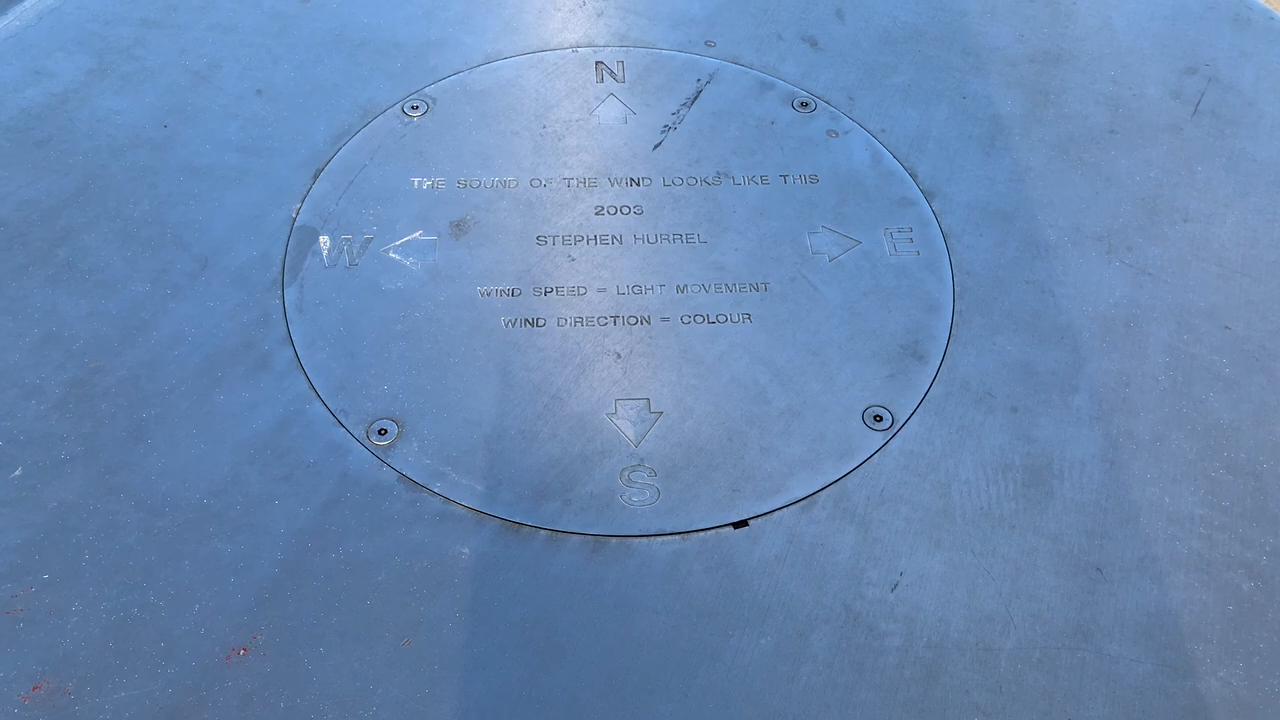 N
THE SOUND OF THE WIND LOOKS LIKE THIS
2003
STEPHEN HURREL
W E
WIND SPEED = LIGHT MOVEMENT
WIND DIRECTION = COLOUR
S